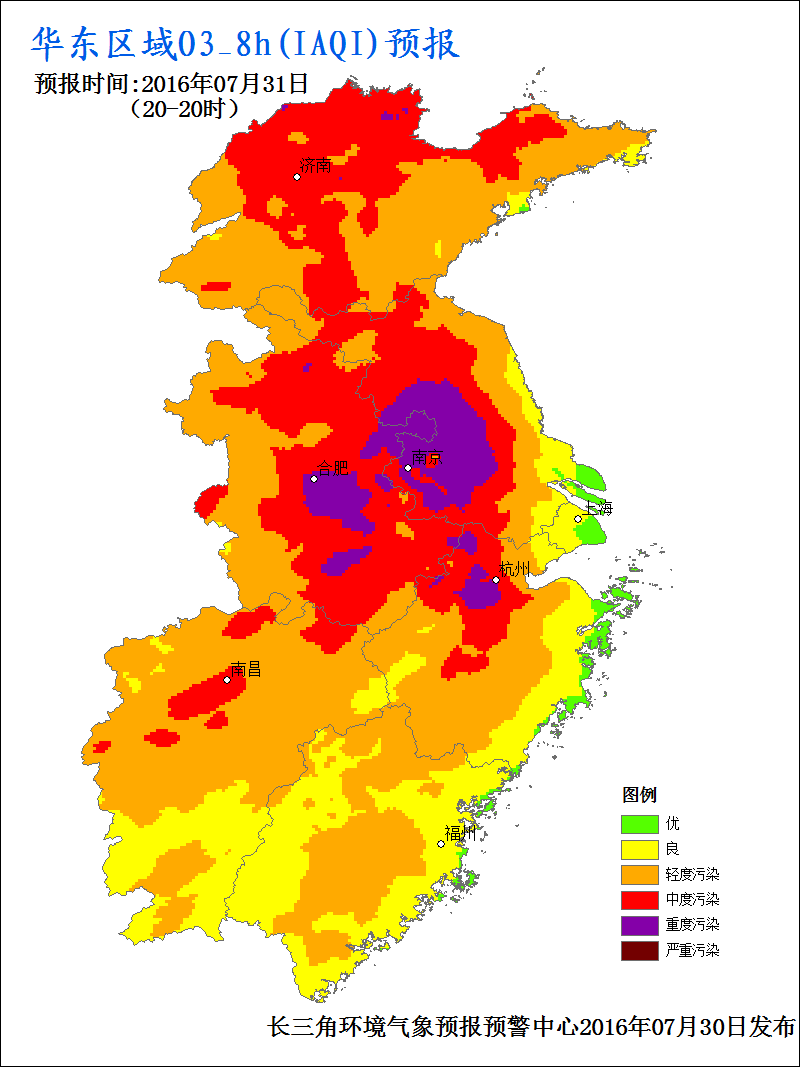 华东区域O3_8h(IAQI)预报
预报时间:2016年07月31日
（20-20时）
济南
南京
合肥
上海
杭州
南昌
福州
图例
优
良
轻度污染
中度污染
重度污染
严重污染
长三角环境气象预报预警中心2016年07月30日发布